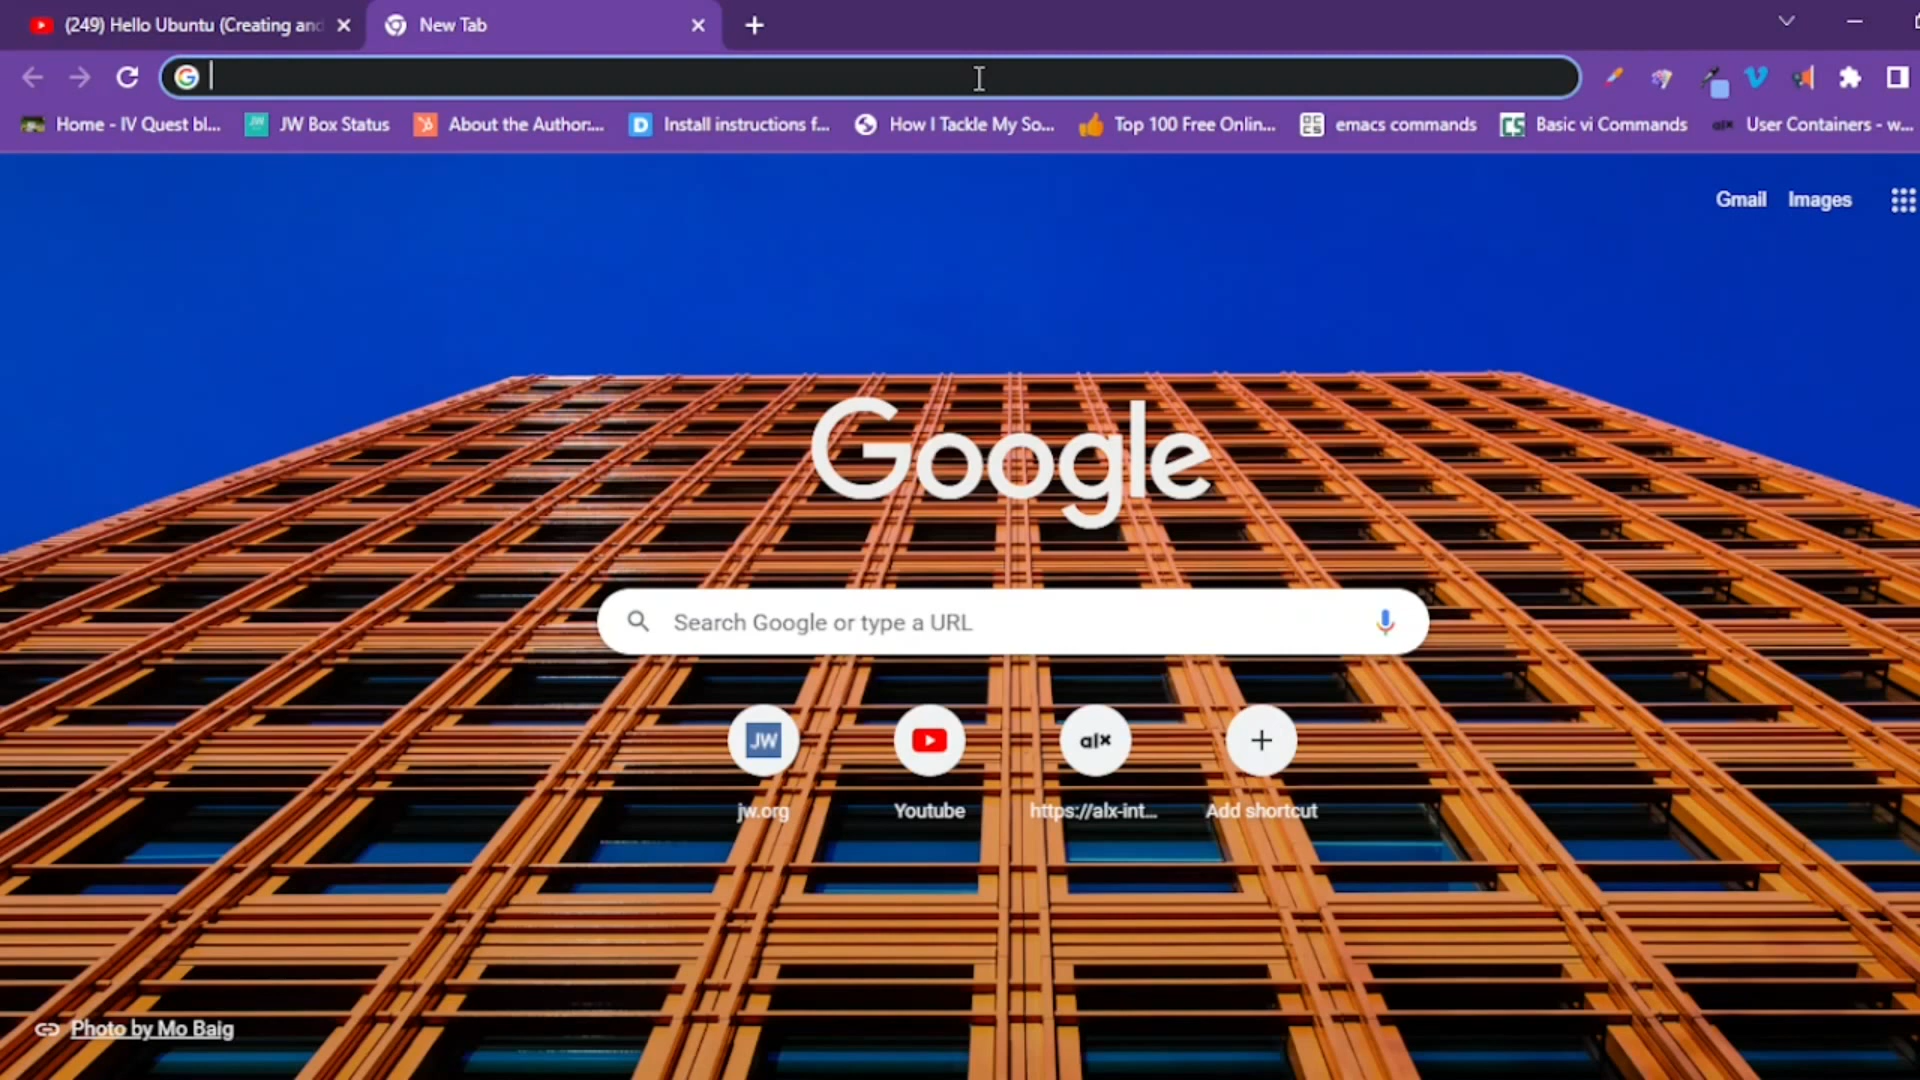 (249) Hello Ubuntu (Creating and
New Tab
Home - IV Quest bl...
JW Box Status
About the Author:...
Install instructions f...
How I Tackle My So...
Top 100 Free Onlin...
emacs commands
Basic vi Commands
User Containers - w...
Gmail
Images
Google
Search Google or type a URL
JW
alx
jw.org
Youtube
https://alx-int...
Add shortcut
Photo by Mo Baig